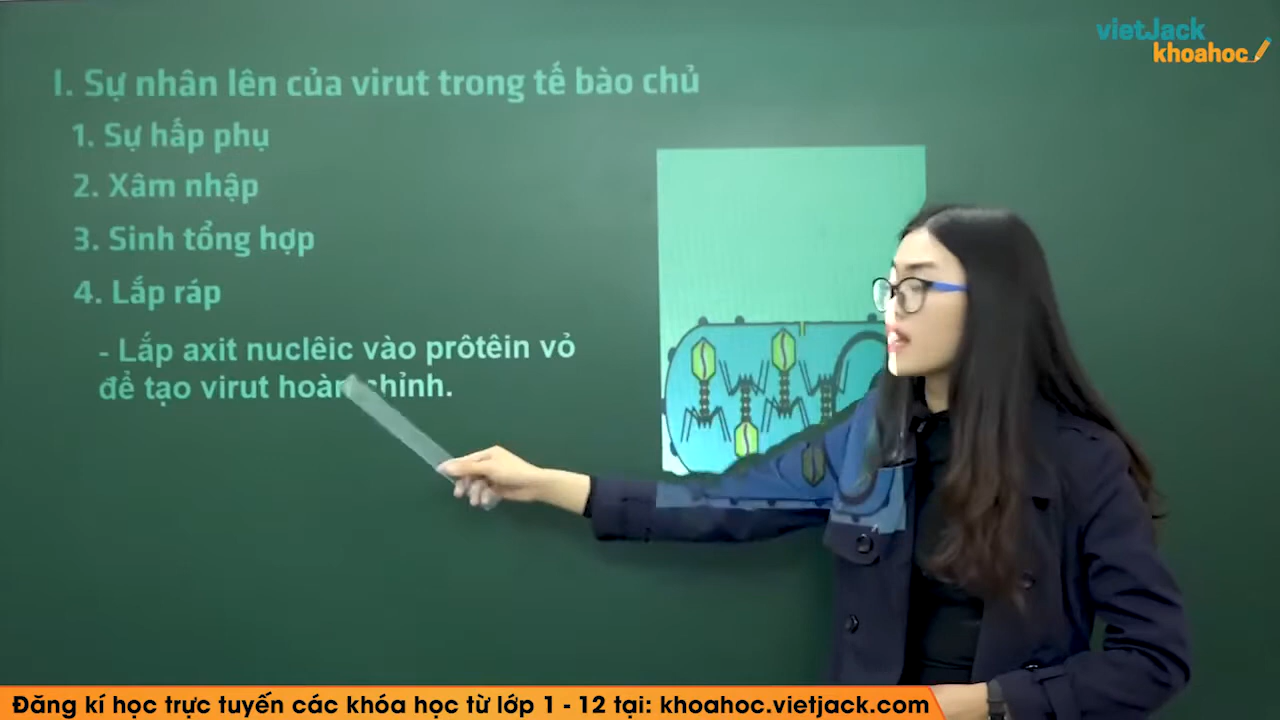 vietJack
khoahoc
I. Sự nhân lên của virut trong tế bào chủ
1. Sự hấp phụ
2. Xâm nhập
3. Sinh tổng hợp
4. Lắp ráp
- Lắp axit nuclêic vào prôtêin vỏ
để tạo virut hoàn chỉnh.
Đăng kí học trực tuyến các khóa học từ lớp 1 - 12 tại: khoahoc.vietjack.com